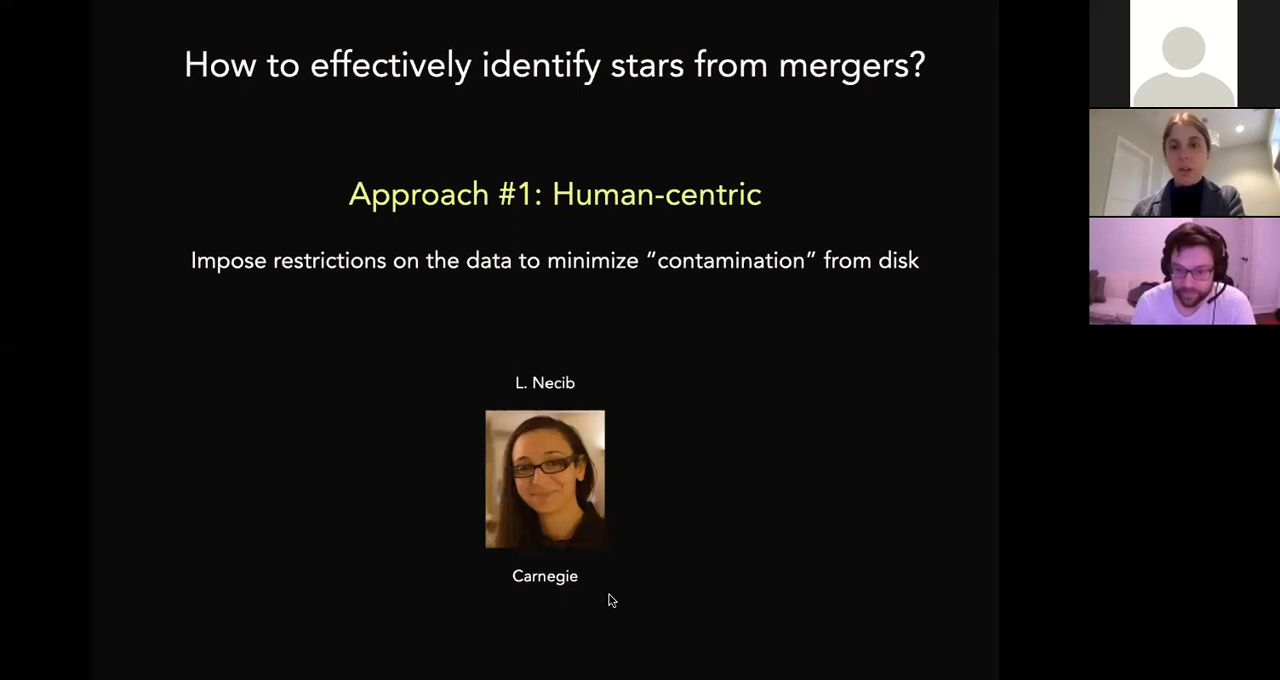 How to effectively identify stars from mergers?
Approach #1: Human-centric
Impose restrictions on the data to minimize “contamination” from disk
L. Necib
Carnegie